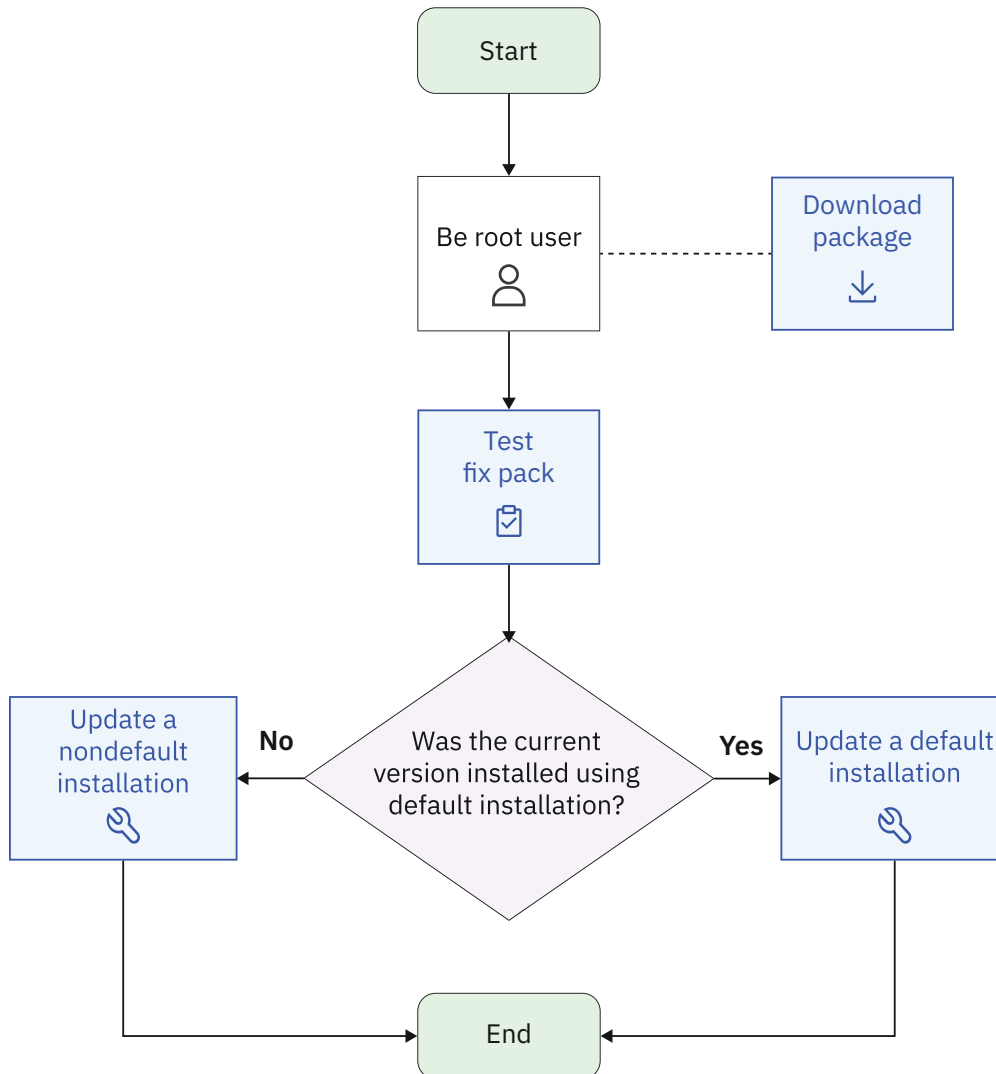 Start
Be root user
Download
package
Test
fix pack
Was the current
version installed using
default installation?
No
Update a
nondefault
installation
Yes
Update a default
installation
End